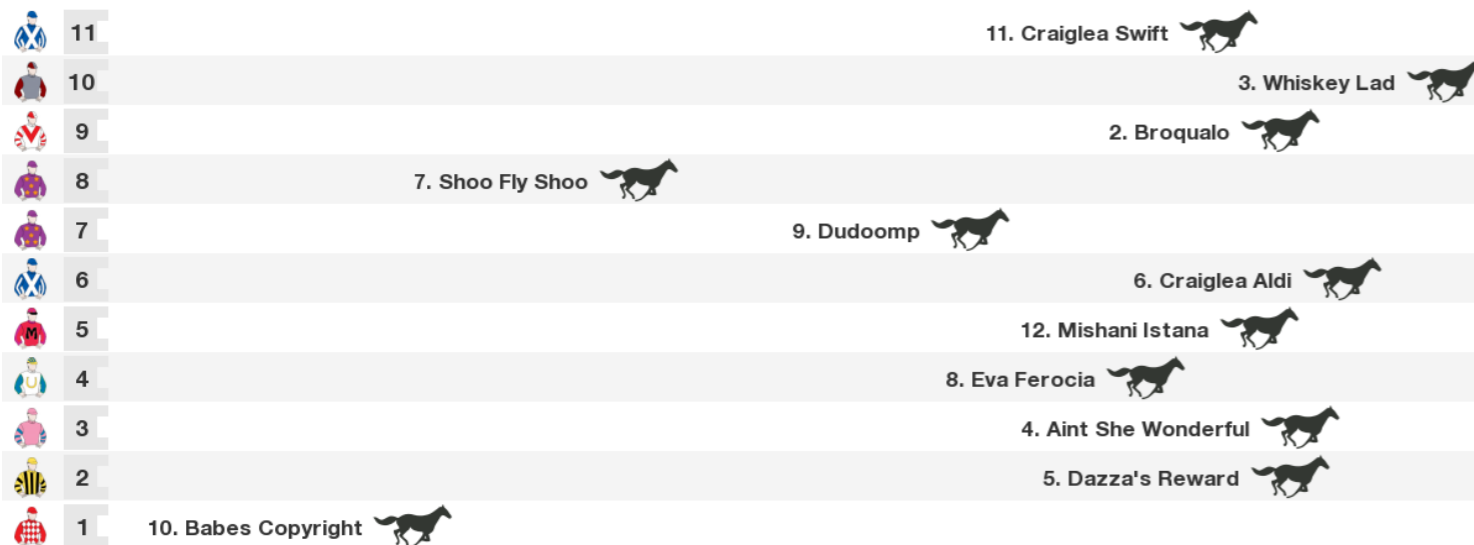 11 11. Craiglea Swift
10 3. Whiskey Lad
9 2. Broqualo
8 7. Shoo Fly Shoo
7 9. Dudoomp
6 6. Craiglea Aldi
M 5 12. Mishani Istana
4 8. Eva Ferocia
3 4. Aint She Wonderful
2 5. Dazza's Reward
1 10. Babes Copyright